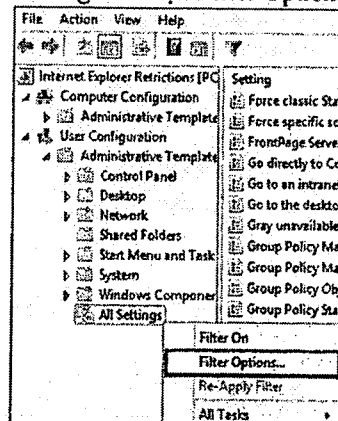 File Action View Help
Internet Explorer Retrictions [PC
Computer Configuration
Administrative Template
User Configuration
Administrative Template
Control Panel
Desktop
Network
Shared Folders
Start Menu and Task
System
Windows Componer
All Settings
Setting
Force classic Sta
Force specific sc
FrontPage Serve
Go directly to Co
Go to an intranet
Go to the deskto
Gray unavailable
Group Policy Ma
Group Policy Ma
Group Policy Obj
Group Policy Sta
Filter On
Filter Options...
Re-Apply Filter
All Tasks